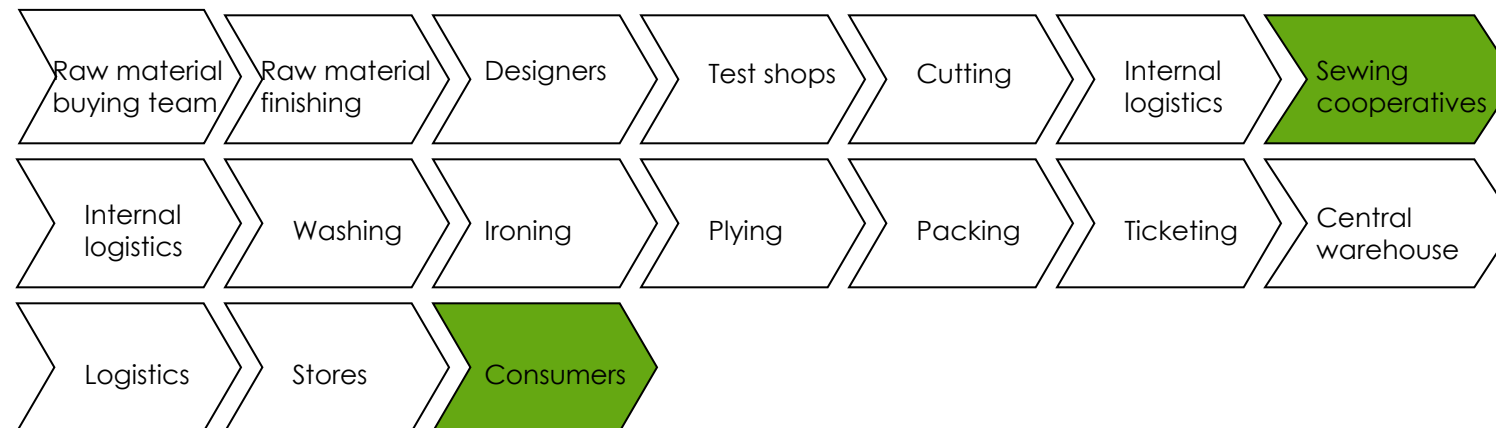 Raw material
buying team
Raw material
finishing
Designers
Test shops
Cutting
Internal
logistics
Sewing
cooperatives
Internal
logistics
Washing
Ironing
Plying
Packing
Ticketing
Central
warehouse
Logistics
Stores
Consumers